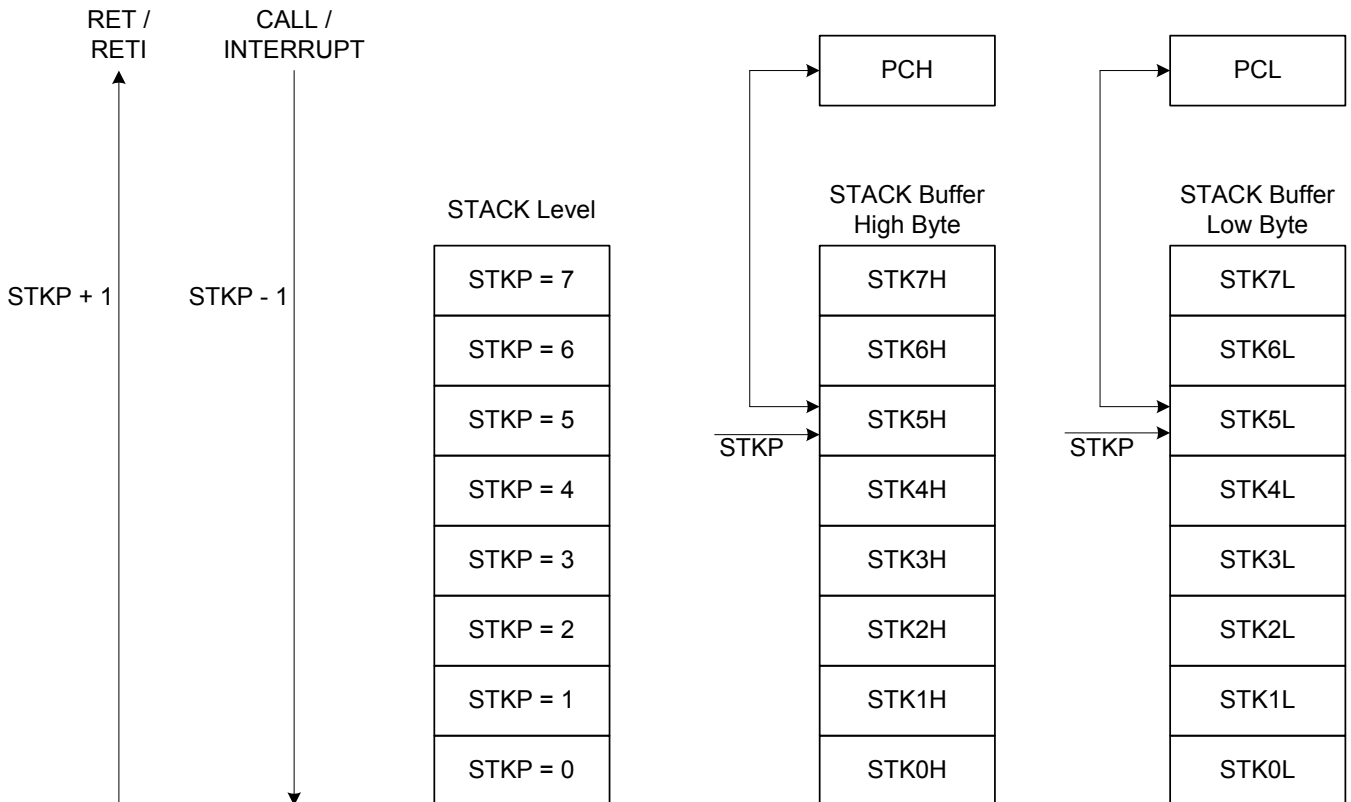 RET /
RETI
CALL /
INTERRUPT
PCH
PCL
STACK Level
STACK Buffer
High Byte
STACK Buffer
Low Byte
STKP + 1
STKP - 1
STKP = 7
STKP = 6
STKP = 5
STKP = 4
STKP = 3
STKP = 2
STKP = 1
STKP = 0
STK7H
STK6H
STK5H
STKP
STK4H
STK3H
STK2H
STK1H
STK0H
STK7L
STK6L
STK5L
STKP
STK4L
STK3L
STK2L
STK1L
STK0L